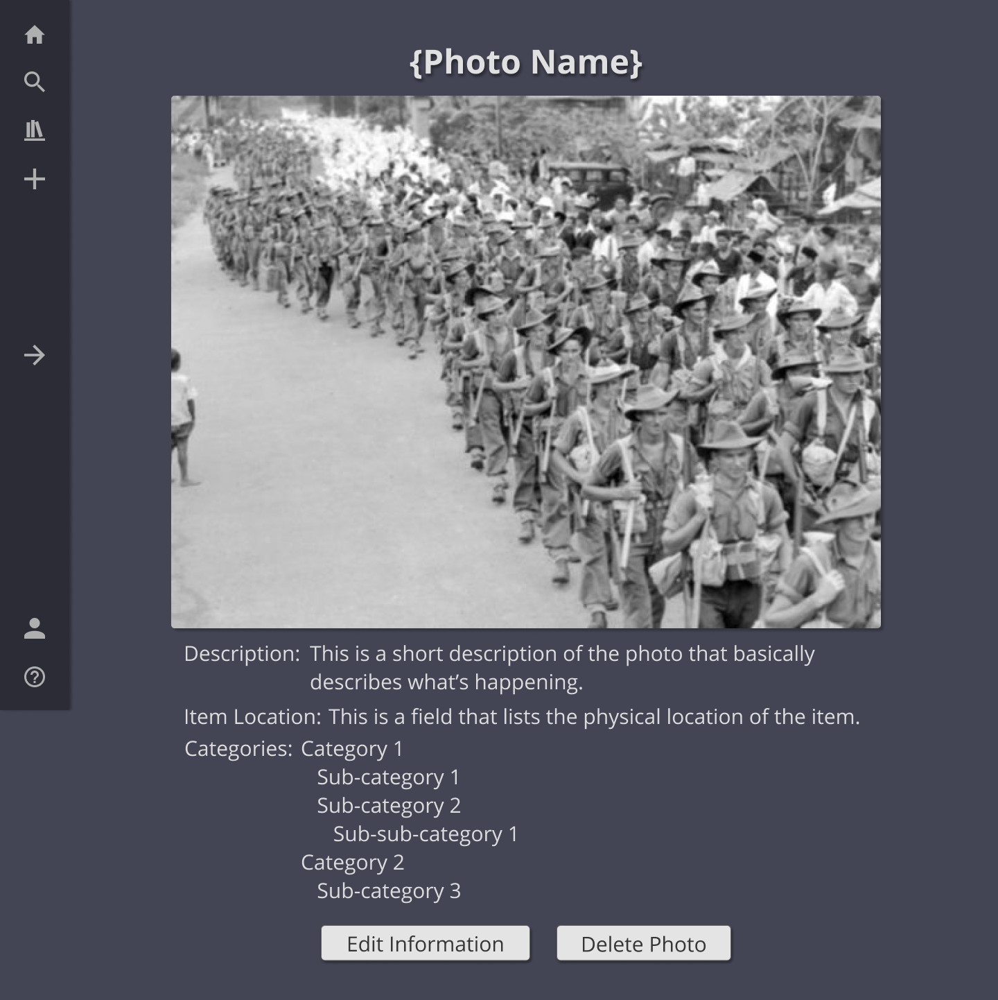 {Photo Name}
Description: This is a short description of the photo that basically
describes what’s happening.
Item Location: This is a field that lists the physical location of the item.
Categories: Category 1
Sub-category 1
Sub-category 2
Sub-sub-category 1
Category 2
Sub-category 3
Edit Information
Delete Photo